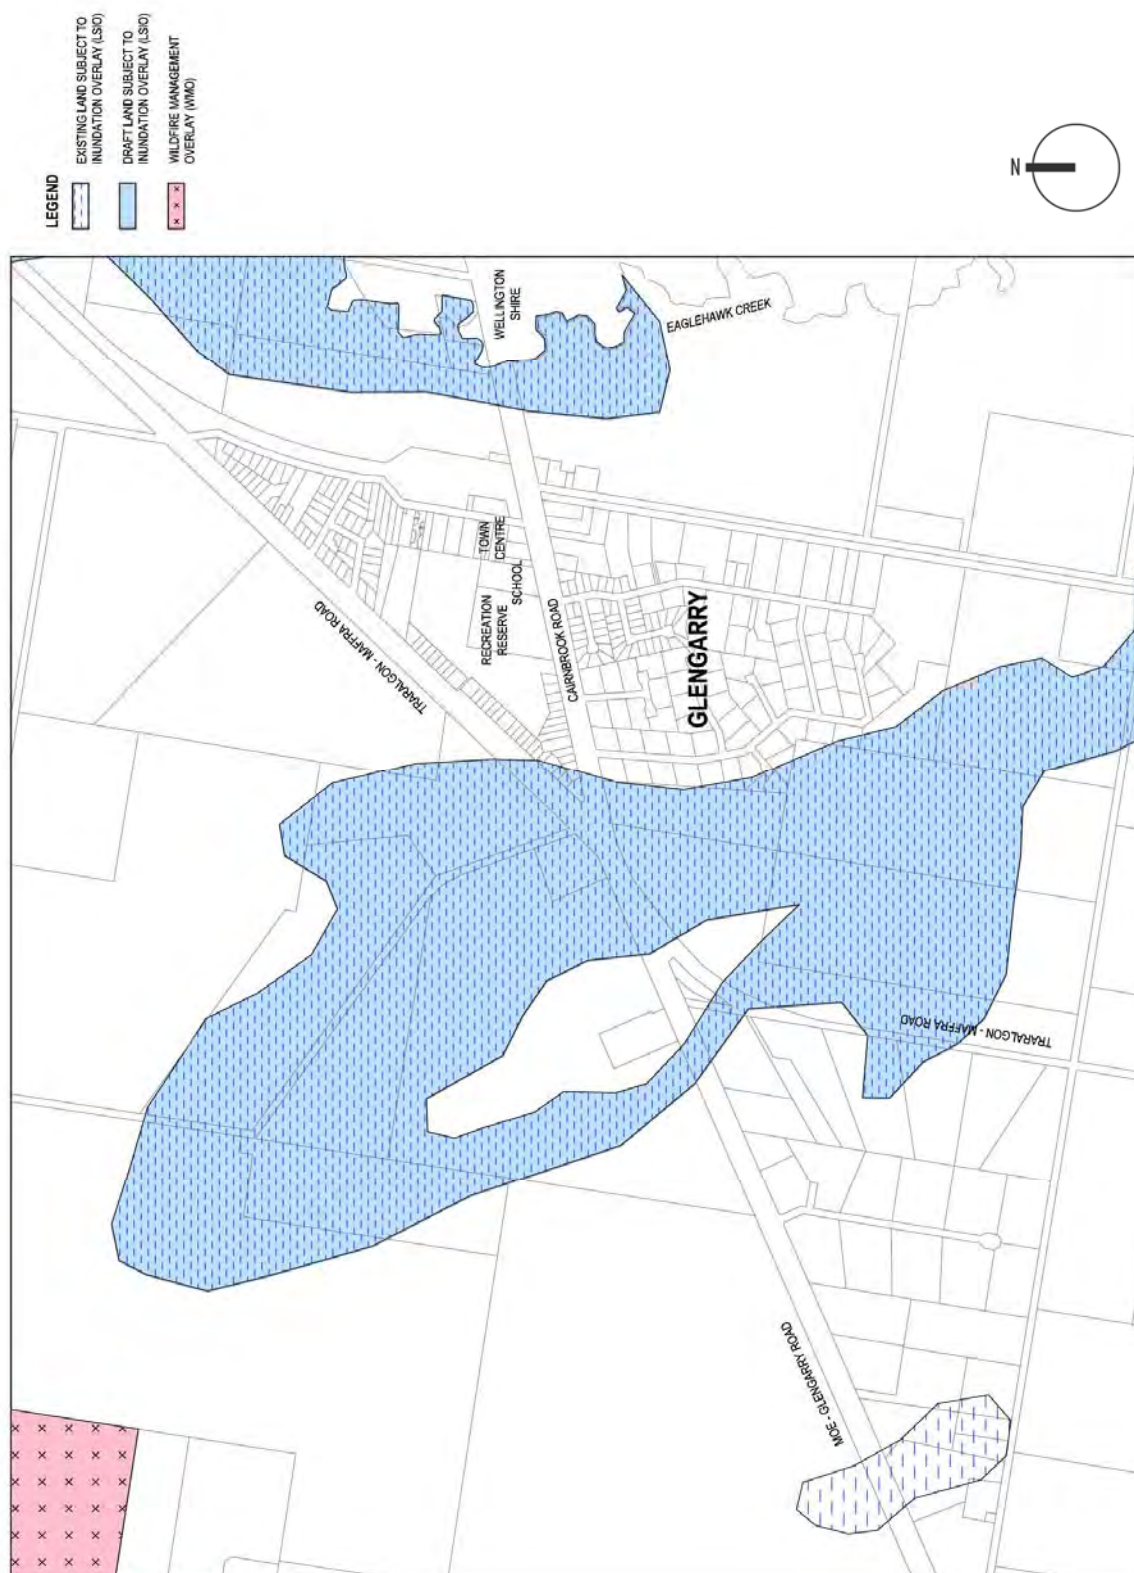 LEGEND
EXISTING LAND SUBJECT TO
INUNDATION OVERLAY (LSIO)
DRAFT LAND SUBJECT TO
INUNDATION OVERLAY (LSIO)
WILDFIRE MANAGEMENT
OVERLAY (WMO)
N
WELLINGTON
SHIRE
EAGLEHAWK CREEK
TOWN
CENTRE
SCHOOL
RECREATION
RESERVE
CAIRNBROOK ROAD
TRARALGON - MAFFRA ROAD
GLENGARRY
TRARALGON - MAFFRA ROAD
MOE - GLENGARRY ROAD